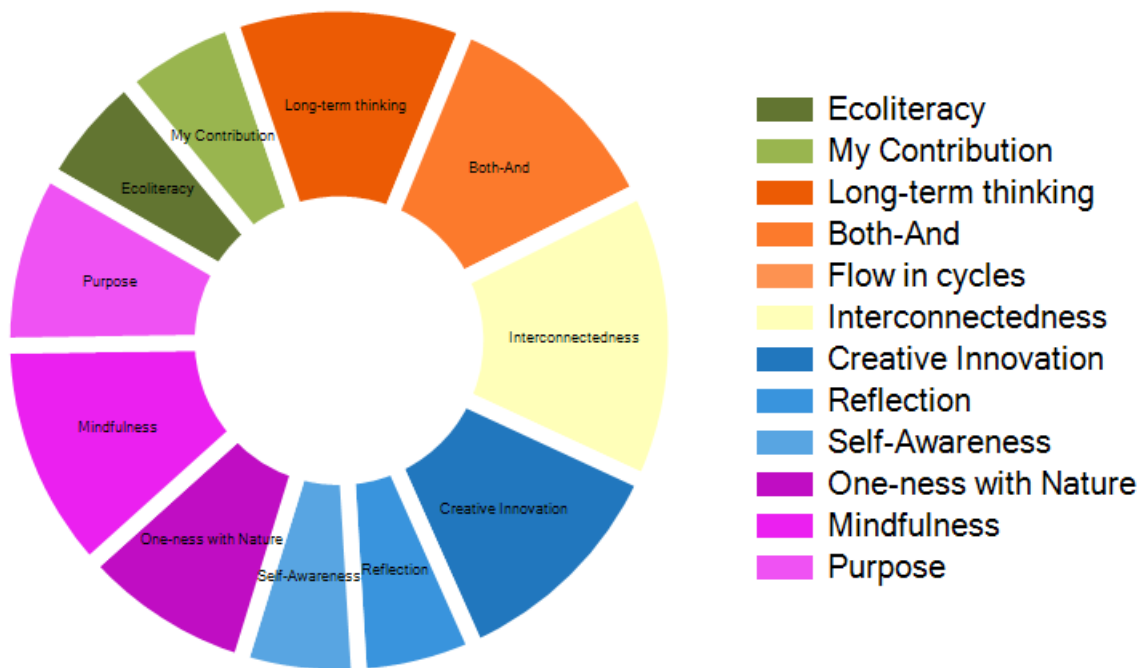 Long-term thinking
My Contribution
Both-And
Ecoliteracy
Purpose
Interconnectedness
Mindfulness
Creative Innovation
One-ness with Nature
Reflection
Self-Awareness
Ecoliteracy
My Contribution
Long-term thinking
Both-And
Flow in cycles
Interconnectedness
Creative Innovation
Reflection
Self-Awareness
One-ness with Nature
Mindfulness
Purpose